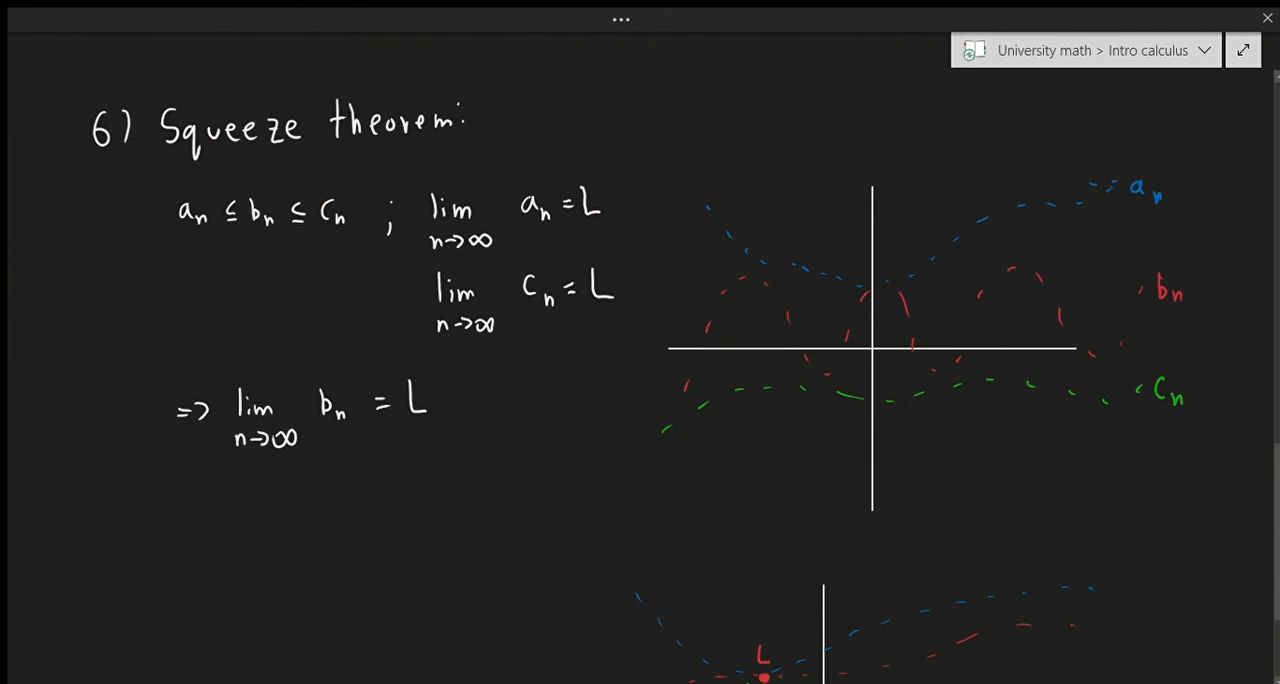 University math > Intro calculus
6) Squeeze theorem:
aₙ ≤ bₙ ≤ cₙ ; lim n→∞ aₙ = L
lim n→∞ cₙ = L
=> lim n→∞ bₙ = L
aₙ
bₙ
cₙ
L